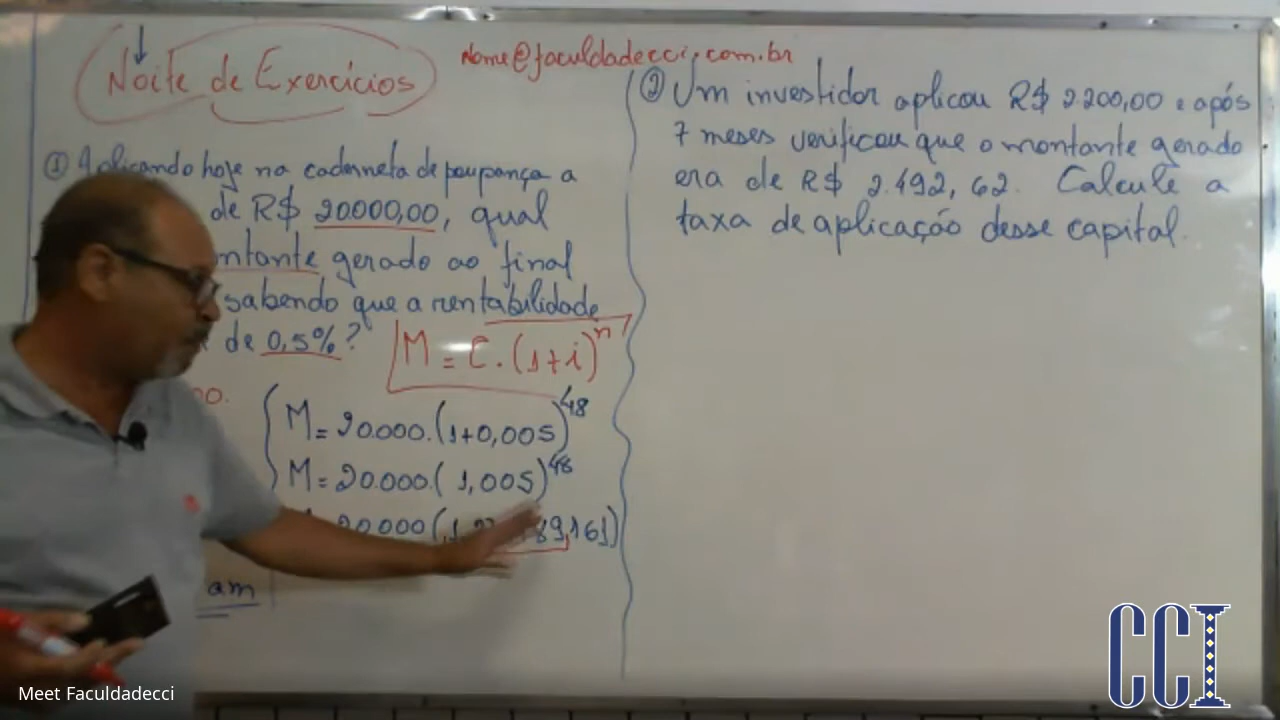 Noite de Exercícios
nome@faculdadecci.com.br
① Aplicando hoje na caderneta de poupança a
de R$ 20.000,00, qual
ntante gerado ao final
sabendo que a rentabilidade
de 0,5%?
M = C.(1+i)^n
00.
M = 20.000.(1+0,005)^48
M = 20.000.(1,005)^48
20.000(1,2 89,161)
am
② Um investidor aplicou R$ 2.200,00 e após
7 meses verificou que o montante gerado
era de R$ 2.492,62. Calcule a
taxa de aplicação desse capital.
CCI
Meet Faculdadecci